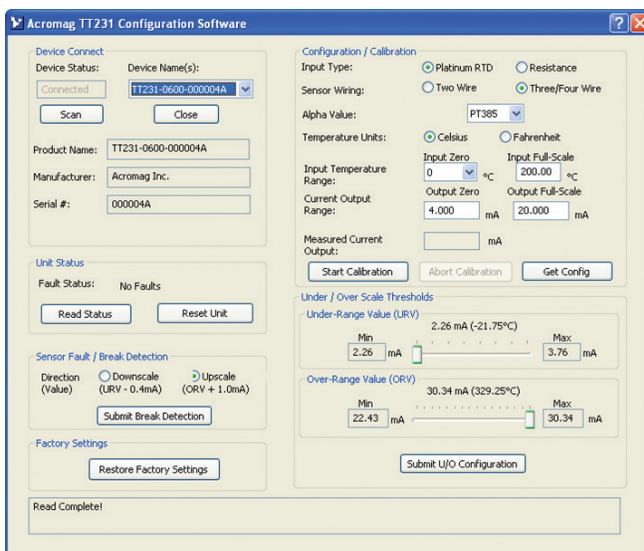 Acromag TT231 Configuration Software
Device Connect
Device Status:
Device Name(s):
Connected
TT231-0600-000004A
Scan
Close
Product Name:
TT231-0600-000004A
Manufacturer:
Acromag Inc.
Serial #:
000004A
Unit Status
Fault Status:
No Faults
Read Status
Reset Unit
Sensor Fault / Break Detection
Direction
(Value)
Downscale
(URV - 0.4mA)
Upscale
(ORV + 1.0mA)
Submit Break Detection
Factory Settings
Restore Factory Settings
Configuration / Calibration
Input Type:
Platinum RTD
Resistance
Sensor Wiring:
Two Wire
Three/Four Wire
Alpha Value:
PT385
Temperature Units:
Celsius
Fahrenheit
Input Zero
Input Full-Scale
Input Temperature
Range:
0
°C
200.00
°C
Output Zero
Output Full-Scale
Current Output
Range:
4.000
mA
20.000
mA
Measured Current
Output:
mA
Start Calibration
Abort Calibration
Get Config
Under / Over Scale Thresholds
Under-Range Value (URV)
2.26 mA (-21.75°C)
Min
Max
2.26
mA
3.76
mA
Over-Range Value (ORV)
30.34 mA (329.25°C)
Min
Max
22.43
mA
30.34
mA
Submit U/O Configuration
Read Complete!